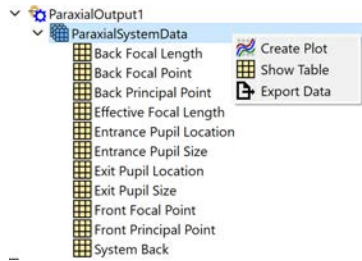 ParaxialOutput1
ParaxialSystemData
Create Plot
Show Table
Export Data
Back Focal Length
Back Focal Point
Back Principal Point
Effective Focal Length
Entrance Pupil Location
Entrance Pupil Size
Exit Pupil Location
Exit Pupil Size
Front Focal Point
Front Principal Point
System Back